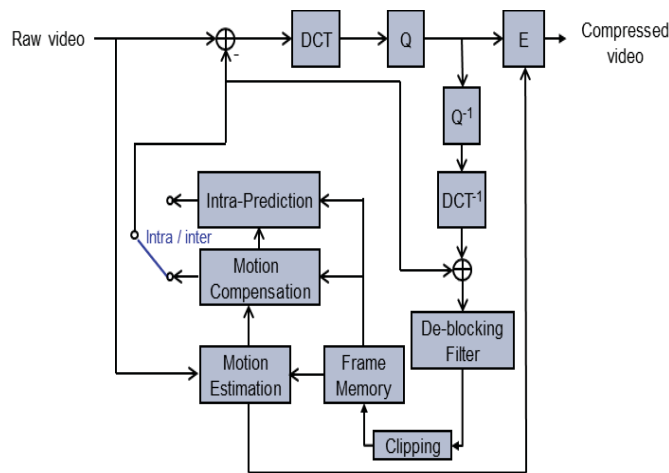 Raw video
-
DCT
Q
E
Compressed
video
Q-1
DCT-1
Intra-Prediction
Intra / inter
Motion
Compensation
De-blocking
Filter
Motion
Estimation
Frame
Memory
Clipping